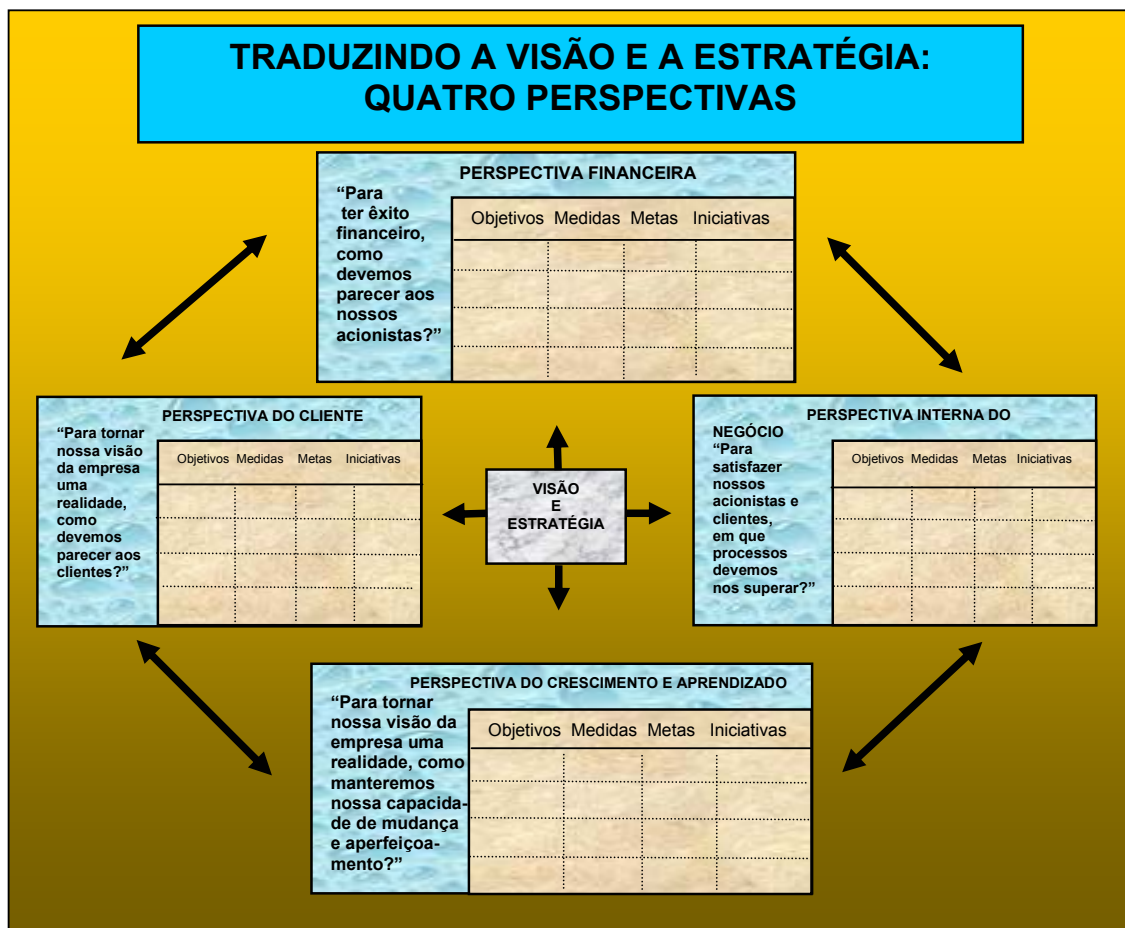 TRADUZINDO A VISÃO E A ESTRATÉGIA:
QUATRO PERSPECTIVAS
PERSPECTIVA FINANCEIRA
“Para
ter êxito
financeiro,
como
devemos
parecer aos
nossos
acionistas?”
Objetivos Medidas Metas Iniciativas
PERSPECTIVA DO CLIENTE
“Para tornar
nossa visão
da empresa
uma
realidade,
como
devemos
parecer aos
clientes?”
Objetivos Medidas Metas Iniciativas
VISÃO
E
ESTRATÉGIA
PERSPECTIVA INTERNA DO
NEGÓCIO
“Para
satisfazer
nossos
acionistas e
clientes,
em que
processos
devemos
nos superar?”
Objetivos Medidas Metas Iniciativas
PERSPECTIVA DO CRESCIMENTO E APRENDIZADO
“Para tornar
nossa visão da
empresa uma
realidade, como
manteremos
nossa capacida-
de de mudança
e aperfeiçoa-
mento?”
Objetivos Medidas Metas Iniciativas